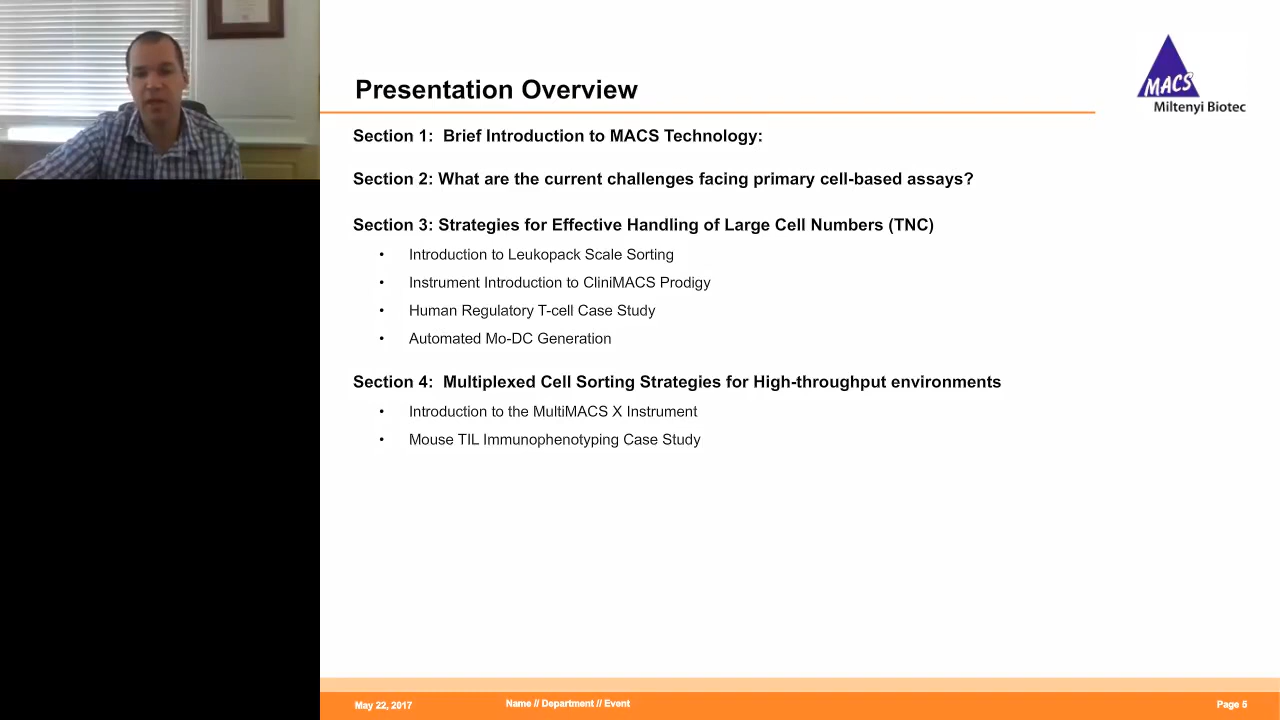 Presentation Overview
MACS
Miltenyi Biotec
Section 1: Brief Introduction to MACS Technology:
Section 2: What are the current challenges facing primary cell-based assays?
Section 3: Strategies for Effective Handling of Large Cell Numbers (TNC)
• Introduction to Leukopack Scale Sorting
• Instrument Introduction to CliniMACS Prodigy
• Human Regulatory T-cell Case Study
• Automated Mo-DC Generation
Section 4: Multiplexed Cell Sorting Strategies for High-throughput environments
• Introduction to the MultiMACS X Instrument
• Mouse TIL Immunophenotyping Case Study
May 22, 2017
Name // Department // Event
Page 5